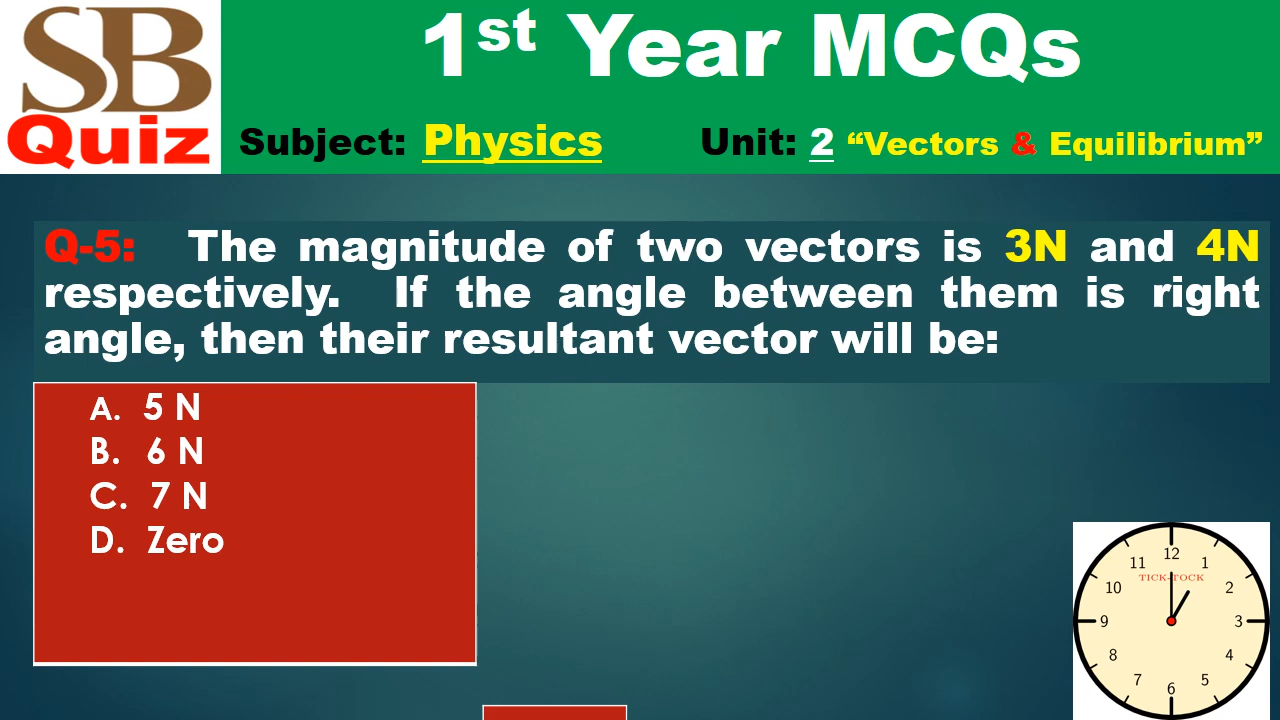 SB
Quiz
1st Year MCQs
Subject: Physics Unit: 2 “Vectors & Equilibrium”
Q-5: The magnitude of two vectors is 3N and 4N
respectively. If the angle between them is right
angle, then their resultant vector will be:
A. 5 N
B. 6 N
C. 7 N
D. Zero
12
11 1
TICK-TOCK
10 2
9 3
8 4
7 5
6